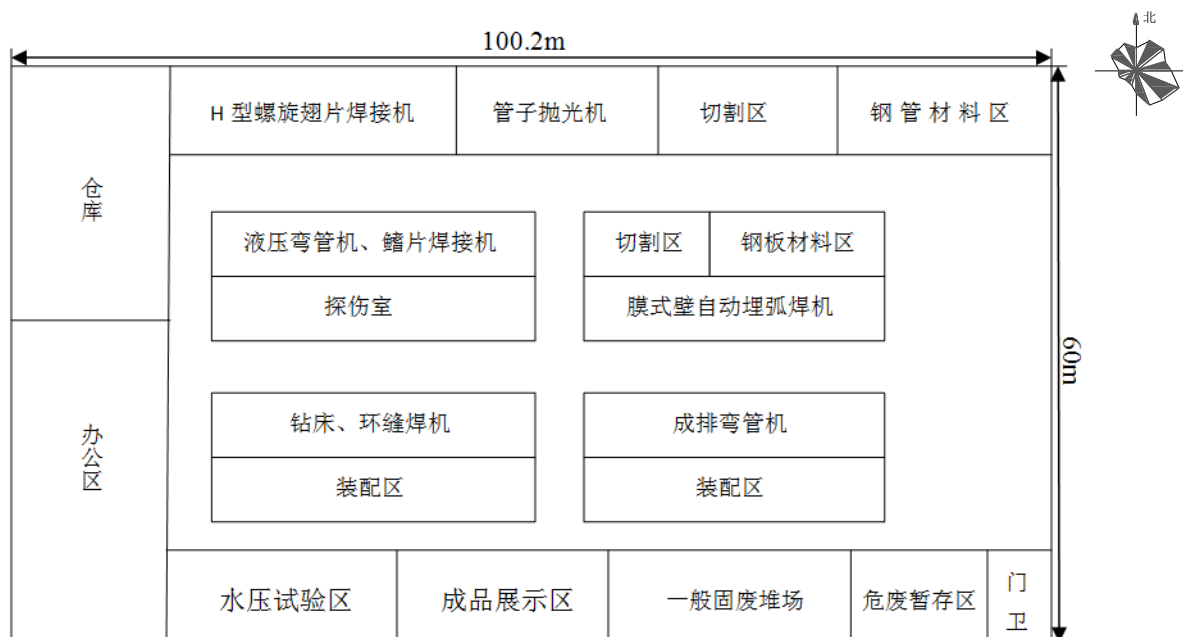 北
100.2m
H 型螺旋翅片焊接机
管子抛光机
切割区
钢管材料区
仓库
液压弯管机、鳍片焊接机
切割区
钢板材料区
探伤室
膜式壁自动埋弧焊机
60m
办公区
钻床、环缝焊机
成排弯管机
装配区
装配区
水压试验区
成品展示区
一般固废堆场
危废暂存区
门卫